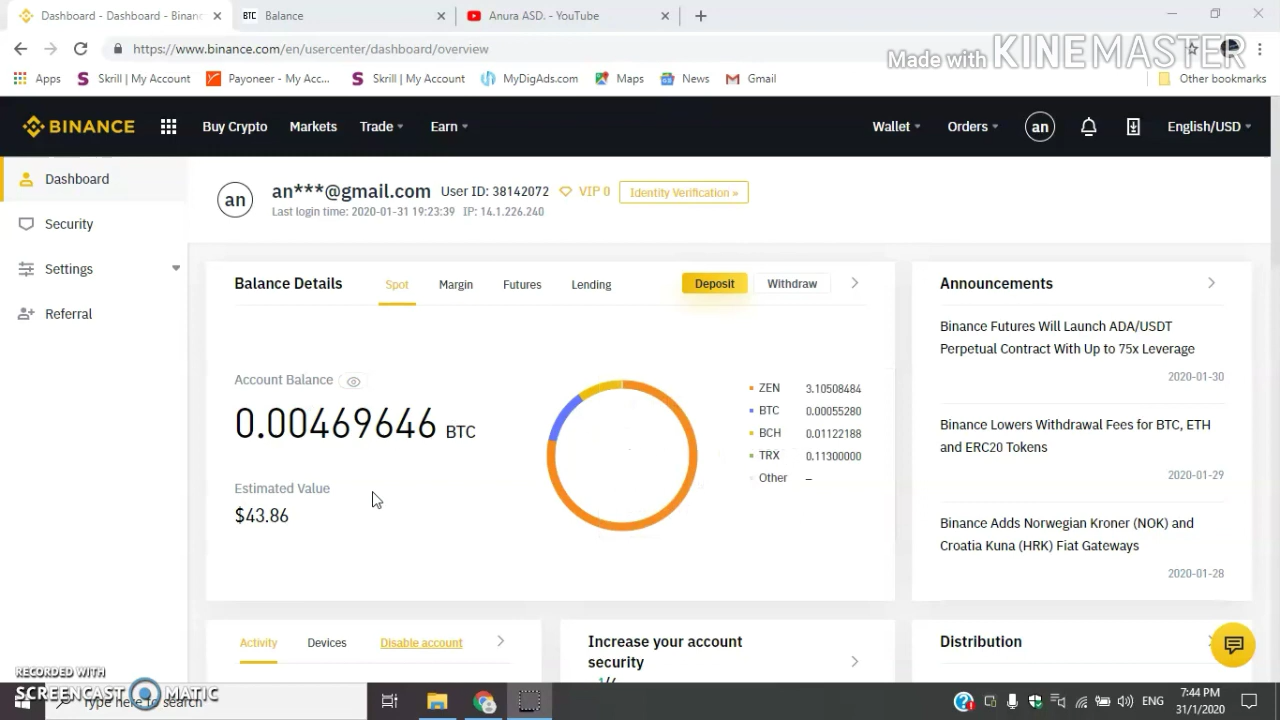 Dashboard - Dashboard - Binanc
BTC Balance
Anura ASD. - YouTube
https://www.binance.com/en/usercenter/dashboard/overview
Made with KINEMASTER
Apps
Skrill | My Account
Payoneer - My Acc...
Skrill | My Account
MyDigAds.com
Maps
News
Gmail
Other bookmarks
BINANCE
Buy Crypto
Markets
Trade
Earn
Wallet
Orders
an
English/USD
Dashboard
Security
Settings
Referral
an
an***@gmail.com User ID: 38142072 VIP 0 Identity Verification »
Last login time: 2020-01-31 19:23:39 IP: 14.1.226.240
Balance Details
Spot
Margin
Futures
Lending
Deposit
Withdraw
Account Balance
0.00469646 BTC
Estimated Value
$43.86
ZEN 3.10508484
BTC 0.00055280
BCH 0.01122188
TRX 0.11300000
Other –
Announcements
Binance Futures Will Launch ADA/USDT
Perpetual Contract With Up to 75x Leverage
2020-01-30
Binance Lowers Withdrawal Fees for BTC, ETH
and ERC20 Tokens
2020-01-29
Binance Adds Norwegian Kroner (NOK) and
Croatia Kuna (HRK) Fiat Gateways
2020-01-28
Activity
Devices
Disable account
Increase your account
security
Distribution
RECORDED WITH
SCREENCAST MATIC
Type here to search
ENG
7:44 PM
31/1/2020